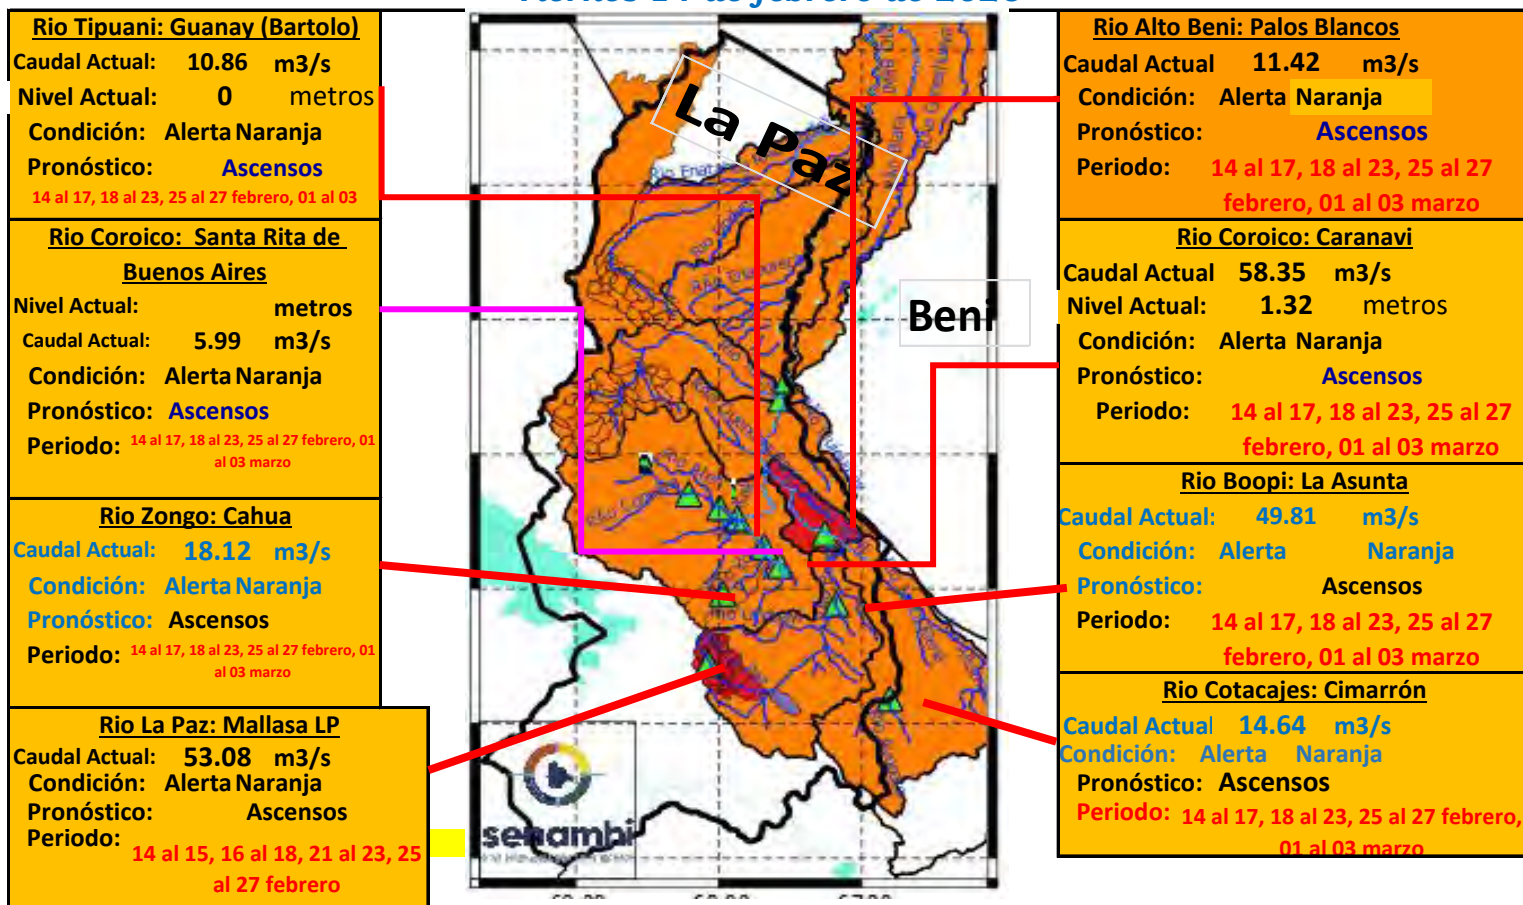 Rio Tipuani: Guanay (Bartolo)
Caudal Actual: 10.86 m3/s
Nivel Actual: 0 metros
Condición: Alerta Naranja
Pronóstico: Ascensos
14 al 17, 18 al 23, 25 al 27 febrero, 01 al 03
Rio Coroico: Santa Rita de
Buenos Aires
Nivel Actual: metros
Caudal Actual: 5.99 m3/s
Condición: Alerta Naranja
Pronóstico: Ascensos
Periodo: 14 al 17, 18 al 23, 25 al 27 febrero, 01
al 03 marzo
Rio Zongo: Cahua
Caudal Actual: 18.12 m3/s
Condición: Alerta Naranja
Pronóstico: Ascensos
Periodo: 14 al 17, 18 al 23, 25 al 27 febrero, 01
al 03 marzo
Rio La Paz: Mallasa LP
Caudal Actual: 53.08 m3/s
Condición: Alerta Naranja
Pronóstico: Ascensos
Periodo:
14 al 15, 16 al 18, 21 al 23, 25
al 27 febrero
La Paz
Beni
senamhi
Rio Alto Beni: Palos Blancos
Caudal Actual 11.42 m3/s
Condición: Alerta Naranja
Pronóstico: Ascensos
Periodo: 14 al 17, 18 al 23, 25 al 27
febrero, 01 al 03 marzo
Rio Coroico: Caranavi
Caudal Actual 58.35 m3/s
Nivel Actual: 1.32 metros
Condición: Alerta Naranja
Pronóstico: Ascensos
Periodo: 14 al 17, 18 al 23, 25 al 27
febrero, 01 al 03 marzo
Rio Boopi: La Asunta
Caudal Actual: 49.81 m3/s
Condición: Alerta Naranja
Pronóstico: Ascensos
Periodo: 14 al 17, 18 al 23, 25 al 27
febrero, 01 al 03 marzo
Rio Cotacajes: Cimarrón
Caudal Actual 14.64 m3/s
Condición: Alerta Naranja
Pronóstico: Ascensos
Periodo: 14 al 17, 18 al 23, 25 al 27 febrero,
01 al 03 marzo